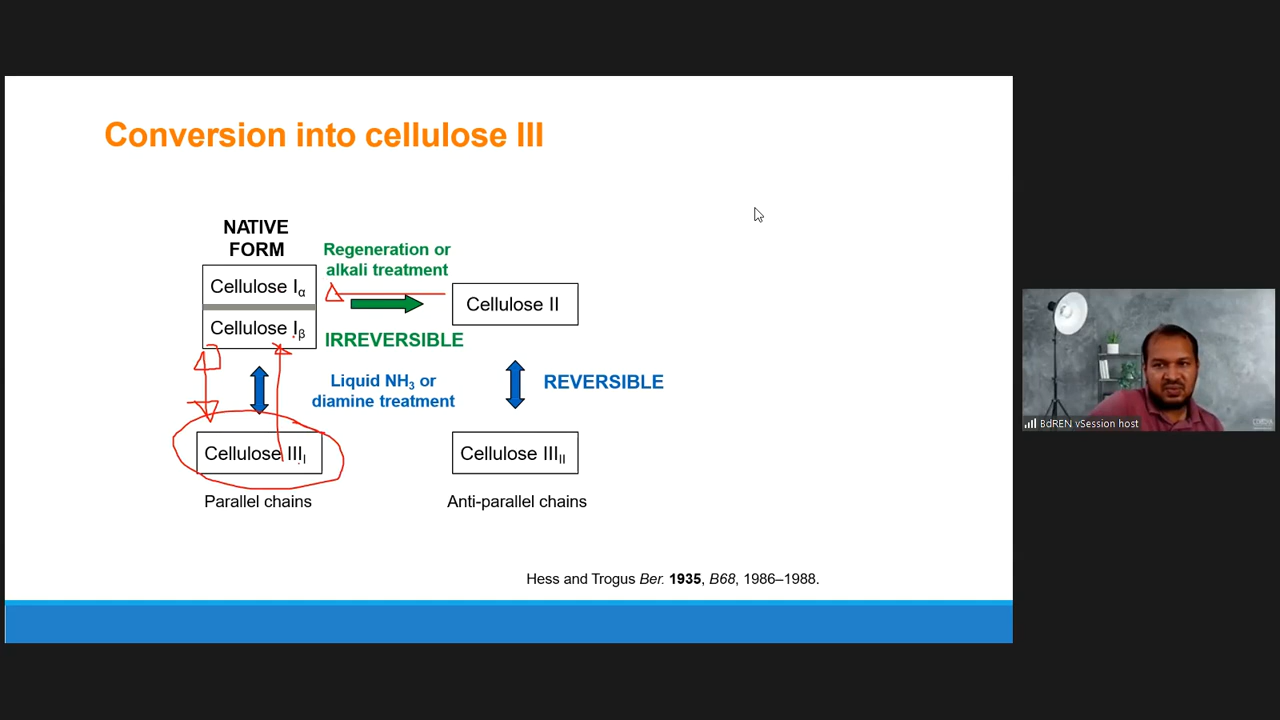 Conversion into cellulose III
NATIVE
FORM
Regeneration or
alkali treatment
Cellulose Iα
Cellulose II
Cellulose Iβ
IRREVERSIBLE
Liquid NH3 or
diamine treatment
REVERSIBLE
Cellulose IIII
Cellulose IIIII
Parallel chains
Anti-parallel chains
Hess and Trogus Ber. 1935, B68, 1986–1988.
BdREN vSession host